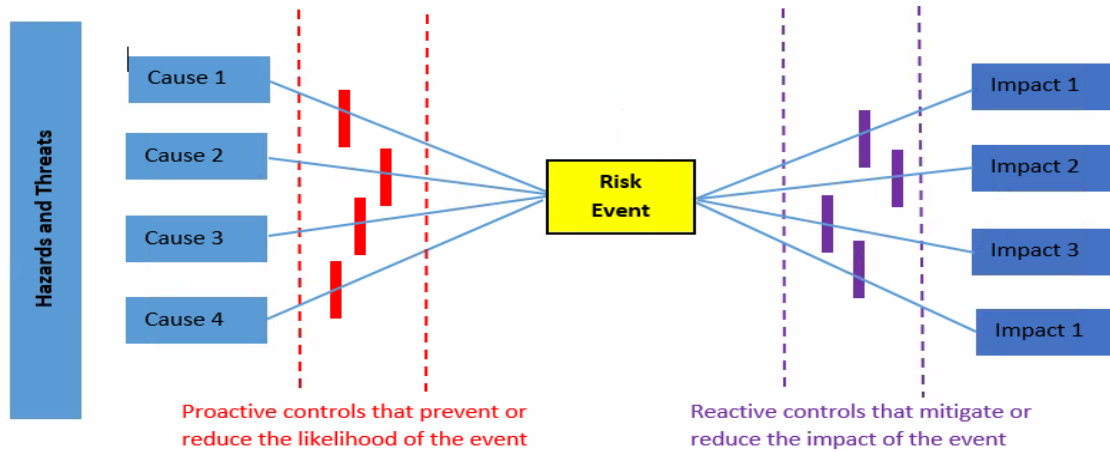 Hazards and Threats
Cause 1
Cause 2
Cause 3
Cause 4
Risk
Event
Impact 1
Impact 2
Impact 3
Impact 1
Proactive controls that prevent or
reduce the likelihood of the event
Reactive controls that mitigate or
reduce the impact of the event